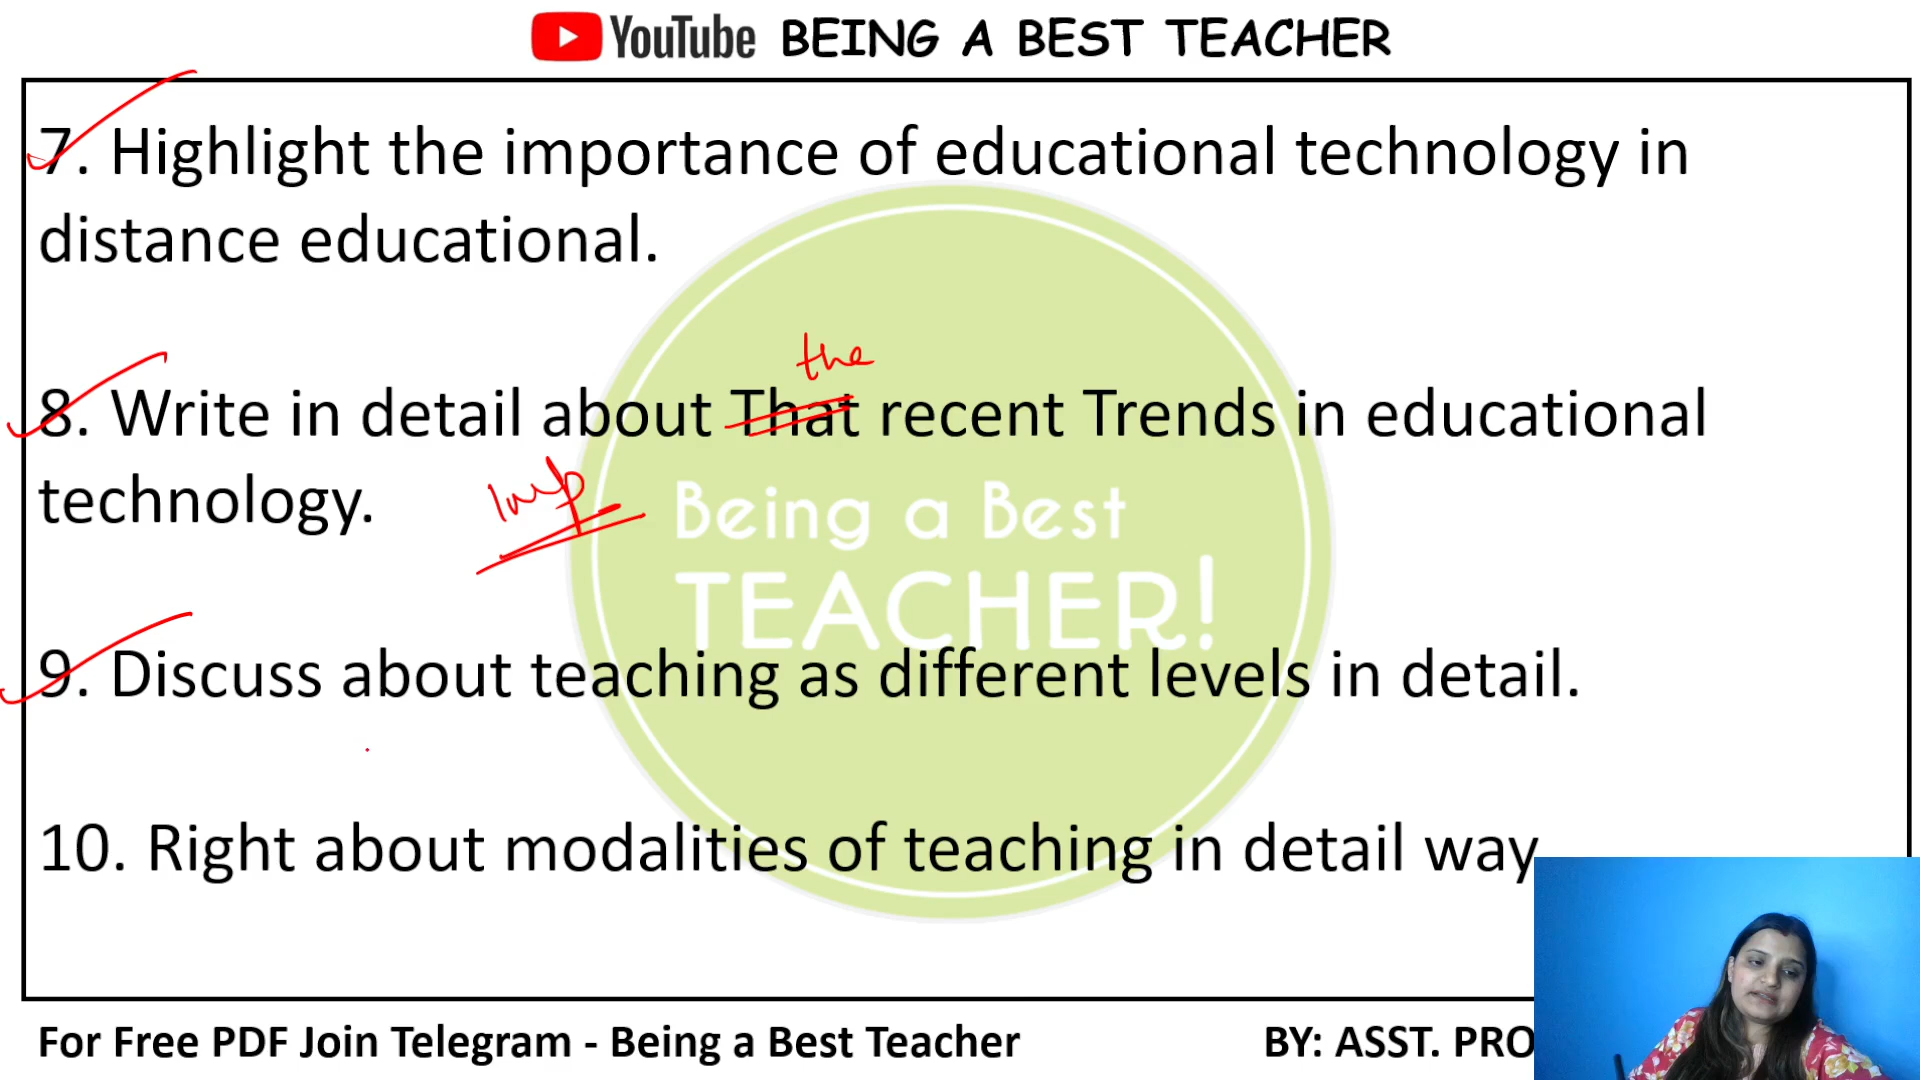 YouTube BEING A BEST TEACHER
7. Highlight the importance of educational technology in
distance educational.
the
8. Write in detail about That recent Trends in educational
technology.
Imp
Being a Best
TEACHER!
9. Discuss about teaching as different levels in detail.
10. Right about modalities of teaching in detail way
For Free PDF Join Telegram - Being a Best Teacher
BY: ASST. PRO